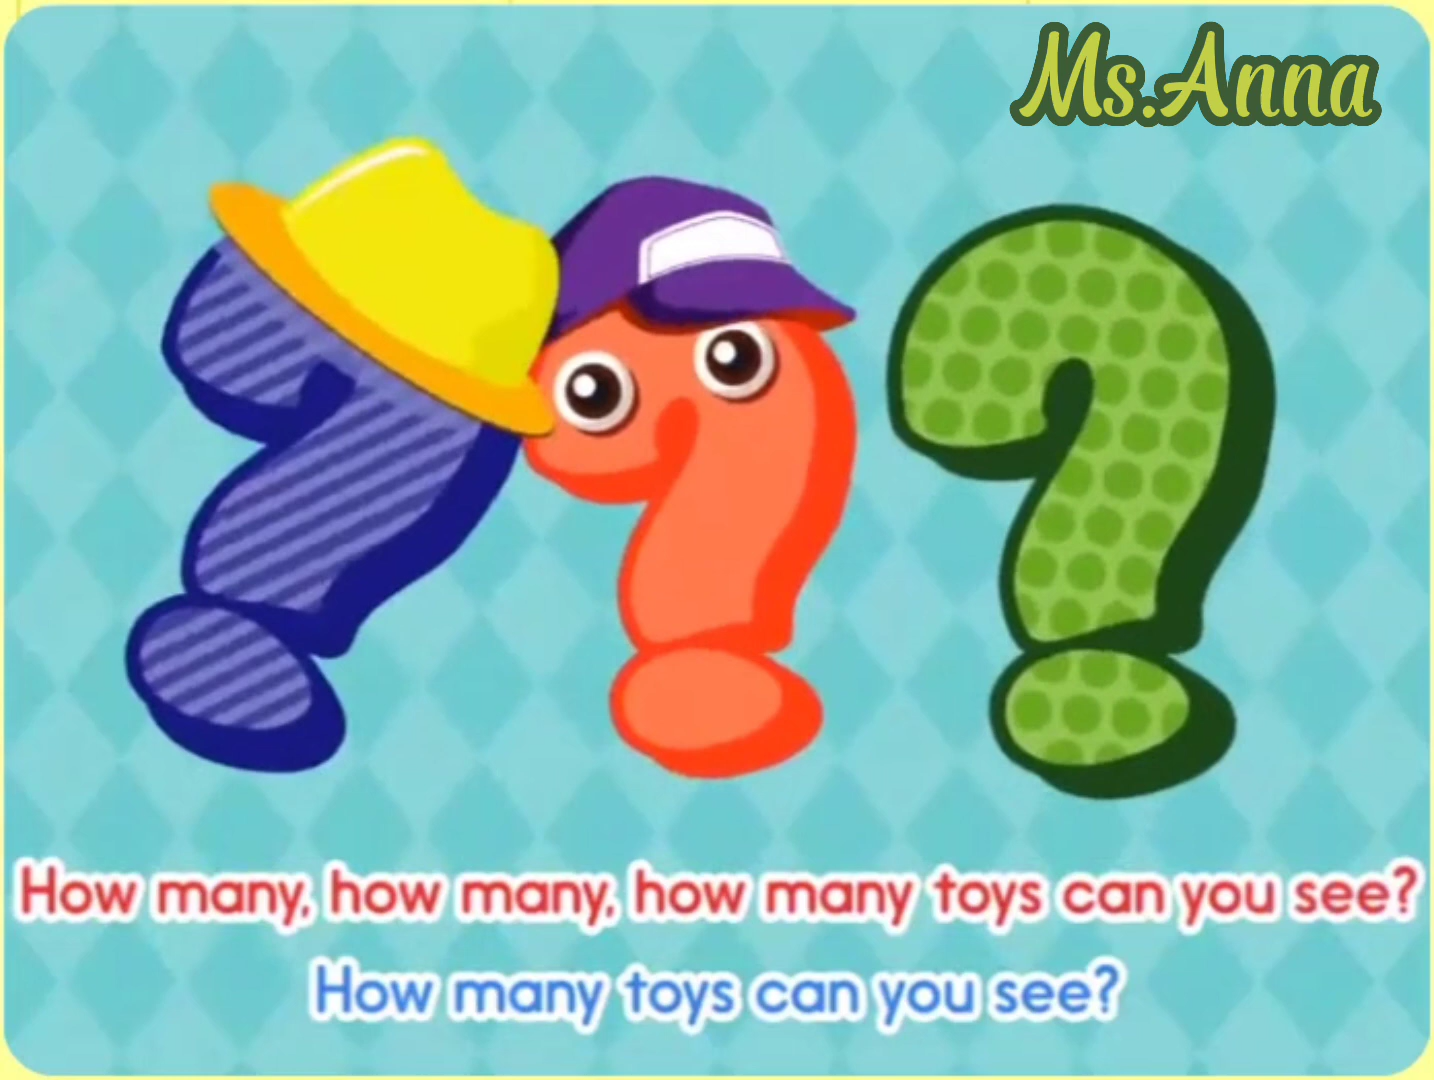 Ms.Anna
? ? ?
How many, how many, how many toys can you see?
How many toys can you see?